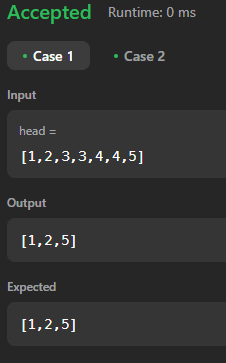 Accepted Runtime: 0 ms
• Case 1 • Case 2
Input
head =
[1,2,3,3,4,4,5]
Output
[1,2,5]
Expected
[1,2,5]